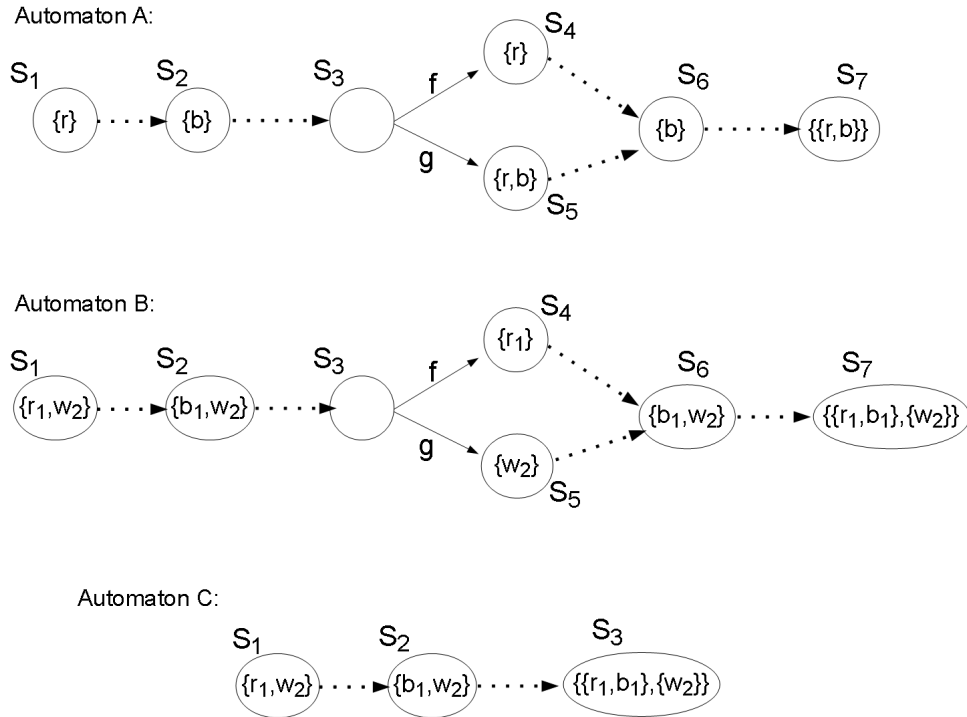 Automaton A:
S4
S1 S2 S3 {r} S6 S7
f
{r} {b} {b} {{r,b}}
g
{r,b}
S5
Automaton B:
S4
S1 S2 S3 {r1} S6 S7
f
{r1,w2} {b1,w2} {b1,w2} {{r1,b1},{w2}}
g
{w2}
S5
Automaton C:
S1 S2 S3
{r1,w2} {b1,w2} {{r1,b1},{w2}}